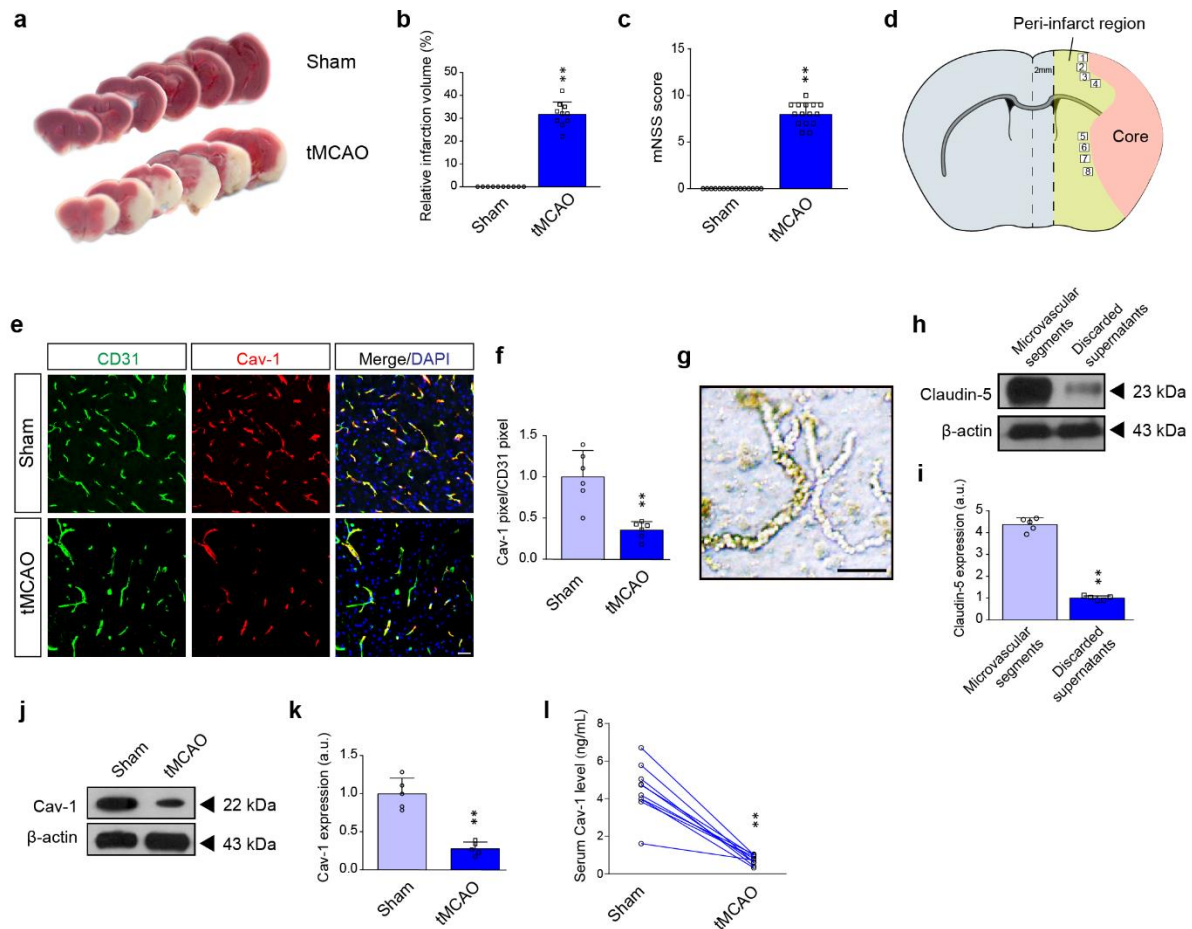 a
Sham
tMCAO
b
Relative infarction volume (%)
50
40
30
20
10
0
**
Sham
tMCAO
c
mNSS score
15
10
5
0
**
Sham
tMCAO
d
Peri-infarct region
2mm
1
2
3
4
5
6
7
8
Core
e
CD31
Cav-1
Merge/DAPI
Sham
tMCAO
f
Cav-1 pixel/CD31 pixel
1.5
1.0
0.5
0.0
**
Sham
tMCAO
g
h
Microvascular
segments
Discarded
supernatants
Claudin-5
23 kDa
β-actin
43 kDa
i
Claudin-5 expression (a.u.)
5
4
3
2
1
0
**
Microvascular
segments
Discarded
supernatants
j
Sham
tMCAO
Cav-1
22 kDa
β-actin
43 kDa
k
Cav-1 expression (a.u.)
1.5
1.0
0.5
0.0
**
Sham
tMCAO
l
Serum Cav-1 level (ng/mL)
8
6
4
2
0
**
Sham
tMCAO